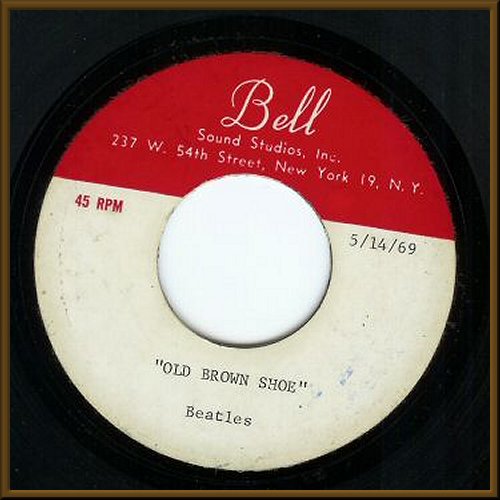 Bell
Sound Studios, Inc.
237 W. 54th Street, New York 19, N.Y.
45 RPM
5/14/69
"OLD BROWN SHOE"
Beatles